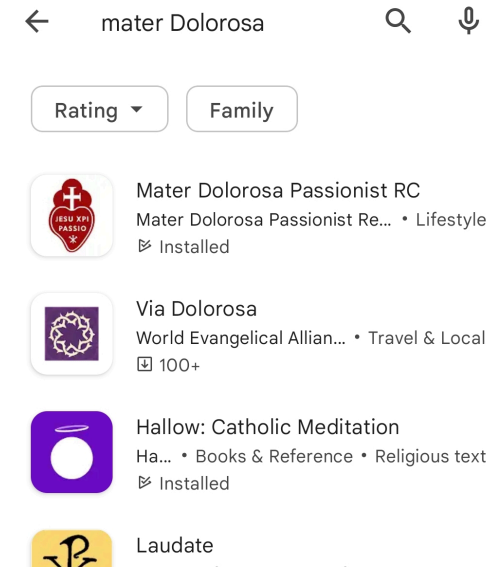 mater Dolorosa
Rating
Family
Mater Dolorosa Passionist RC
Mater Dolorosa Passionist Re... • Lifestyle
Installed
JESU XPI
PASSIO
Via Dolorosa
World Evangelical Allian... • Travel & Local
100+
Hallow: Catholic Meditation
Ha... • Books & Reference • Religious text
Installed
Laudate